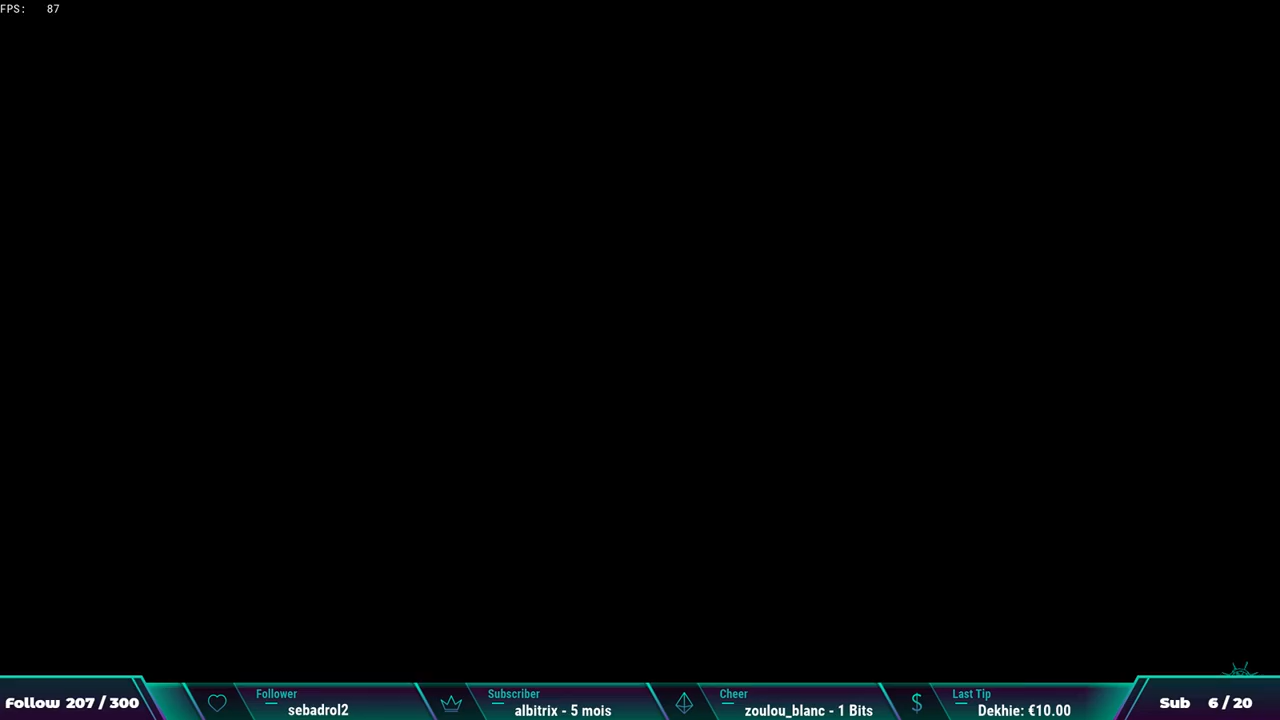 FPS: 87
Follow 207 / 300
Follower
sebadrol2
Subscriber
albitrix - 5 mois
Cheer
zoulou_blanc - 1 Bits
Last Tip
Dekhie: €10.00
Sub 6 / 20